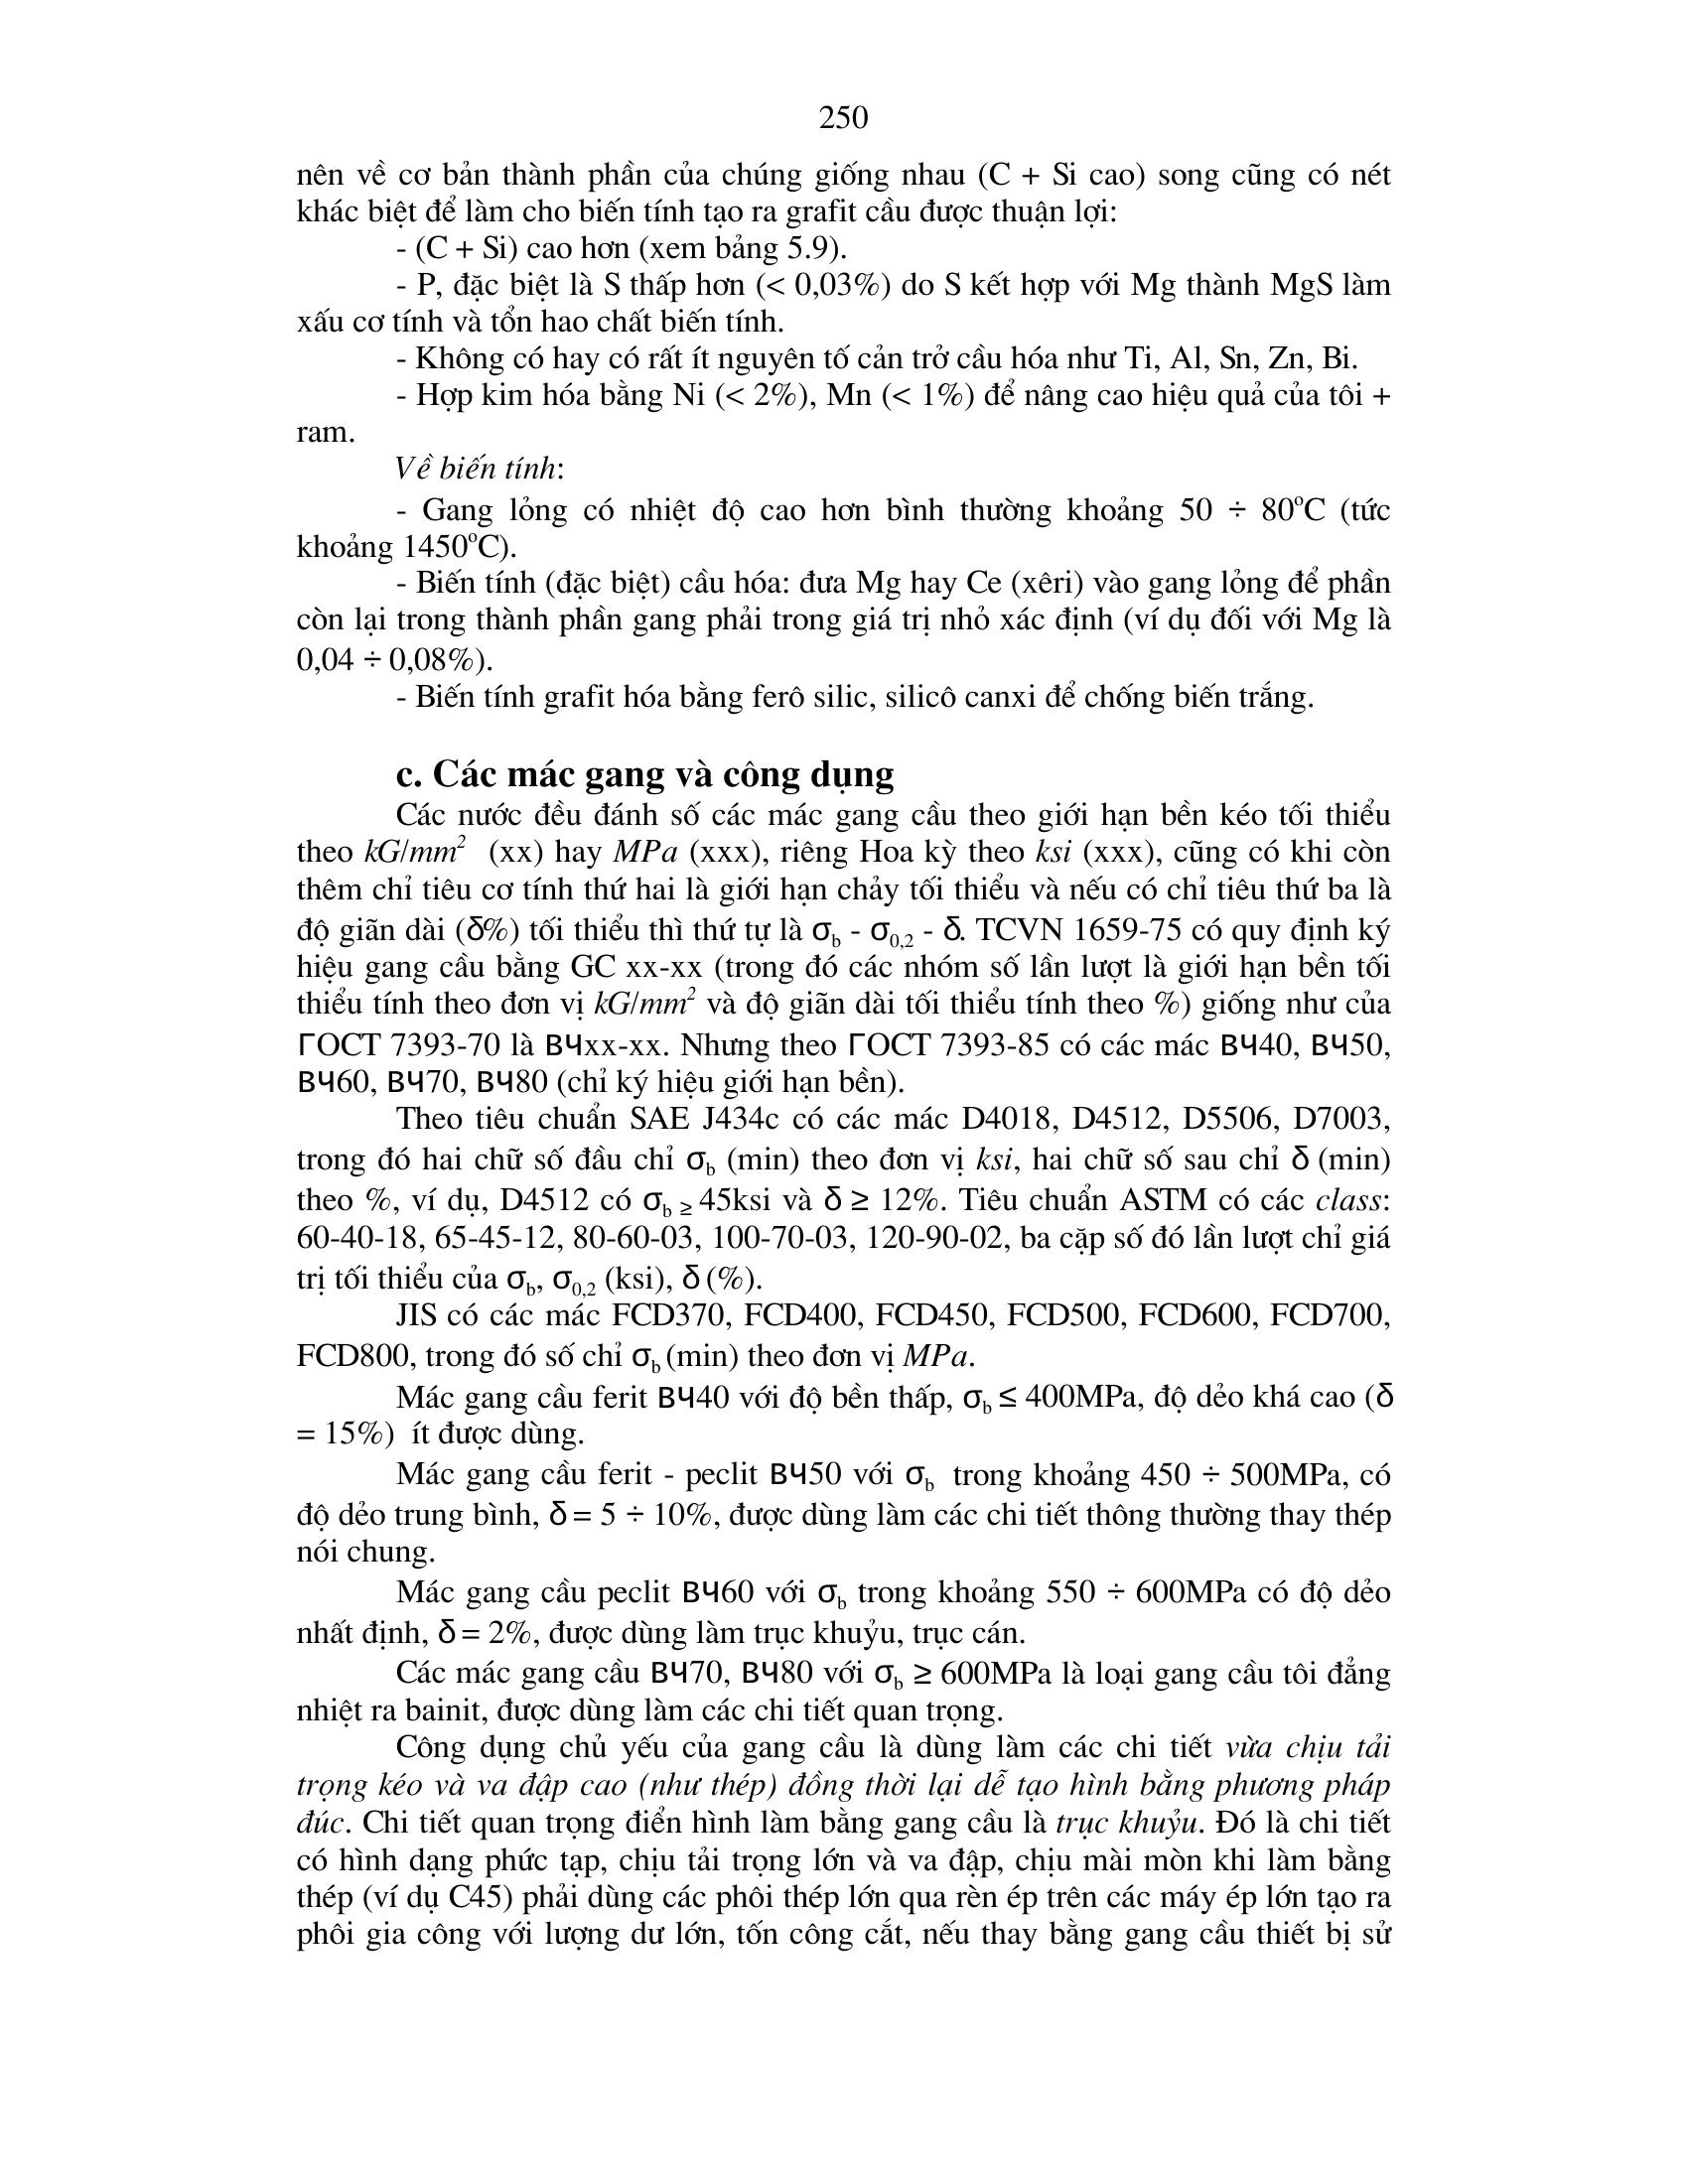 250
nên về cơ bản thành phần của chúng giống nhau (C + Si cao) song cũng có nét
khác biệt để làm cho biến tính tạo ra grafit cầu được thuận lợi:
- (C + Si) cao hơn (xem bảng 5.9).
- P, đặc biệt là S thấp hơn (< 0,03%) do S kết hợp với Mg thành MgS làm
xấu cơ tính và tổn hao chất biến tính.
- Không có hay có rất ít nguyên tố cản trở cầu hóa như Ti, Al, Sn, Zn, Bi.
- Hợp kim hóa bằng Ni (< 2%), Mn (< 1%) để nâng cao hiệu quả của tôi +
ram.
Về biến tính:
- Gang lỏng có nhiệt độ cao hơn bình thường khoảng 50 ÷ 80ºC (tức
khoảng 1450ºC).
- Biến tính (đặc biệt) cầu hóa: đưa Mg hay Ce (xêri) vào gang lỏng để phần
còn lại trong thành phần gang phải trong giá trị nhỏ xác định (ví dụ đối với Mg là
0,04 ÷ 0,08%).
- Biến tính grafit hóa bằng ferô silic, silicô canxi để chống biến trắng.
c. Các mác gang và công dụng
Các nước đều đánh số các mác gang cầu theo giới hạn bền kéo tối thiểu
theo kG/mm² (xx) hay MPa (xxx), riêng Hoa kỳ theo ksi (xxx), cũng có khi còn
thêm chỉ tiêu cơ tính thứ hai là giới hạn chảy tối thiểu và nếu có chỉ tiêu thứ ba là
độ giãn dài (δ%) tối thiểu thì thứ tự là σb - σ0,2 - δ. TCVN 1659-75 có quy định ký
hiệu gang cầu bằng GC xx-xx (trong đó các nhóm số lần lượt là giới hạn bền tối
thiểu tính theo đơn vị kG/mm² và độ giãn dài tối thiểu tính theo %) giống như của
ГOCT 7393-70 là ВЧxx-xx. Nhưng theo ГOCT 7393-85 có các mác ВЧ40, ВЧ50,
ВЧ60, ВЧ70, ВЧ80 (chỉ ký hiệu giới hạn bền).
Theo tiêu chuẩn SAE J434c có các mác D4018, D4512, D5506, D7003,
trong đó hai chữ số đầu chỉ σb (min) theo đơn vị ksi, hai chữ số sau chỉ δ (min)
theo %, ví dụ, D4512 có σb ≥ 45ksi và δ ≥ 12%. Tiêu chuẩn ASTM có các class:
60-40-18, 65-45-12, 80-60-03, 100-70-03, 120-90-02, ba cặp số đó lần lượt chỉ giá
trị tối thiểu của σb, σ0,2 (ksi), δ (%).
JIS có các mác FCD370, FCD400, FCD450, FCD500, FCD600, FCD700,
FCD800, trong đó số chỉ σb (min) theo đơn vị MPa.
Mác gang cầu ferit ВЧ40 với độ bền thấp, σb ≤ 400MPa, độ dẻo khá cao (δ
= 15%) ít được dùng.
Mác gang cầu ferit - peclit ВЧ50 với σb trong khoảng 450 ÷ 500MPa, có
độ dẻo trung bình, δ = 5 ÷ 10%, được dùng làm các chi tiết thông thường thay thép
nói chung.
Mác gang cầu peclit ВЧ60 với σb trong khoảng 550 ÷ 600MPa có độ dẻo
nhất định, δ = 2%, được dùng làm trục khuỷu, trục cán.
Các mác gang cầu ВЧ70, ВЧ80 với σb ≥ 600MPa là loại gang cầu tôi đẳng
nhiệt ra bainit, được dùng làm các chi tiết quan trọng.
Công dụng chủ yếu của gang cầu là dùng làm các chi tiết vừa chịu tải
trọng kéo và va đập cao (như thép) đồng thời lại dễ tạo hình bằng phương pháp
đúc. Chi tiết quan trọng điển hình làm bằng gang cầu là trục khuỷu. Đó là chi tiết
có hình dạng phức tạp, chịu tải trọng lớn và va đập, chịu mài mòn khi làm bằng
thép (ví dụ C45) phải dùng các phôi thép lớn qua rèn ép trên các máy ép lớn tạo ra
phôi gia công với lượng dư lớn, tốn công cắt, nếu thay bằng gang cầu thiết bị sử